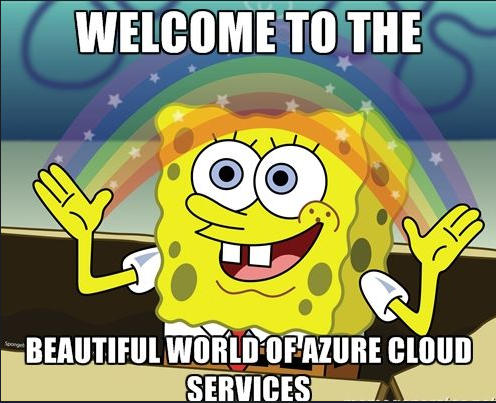 WELCOME TO THE
BEAUTIFUL WORLD OF AZURE CLOUD
SERVICES